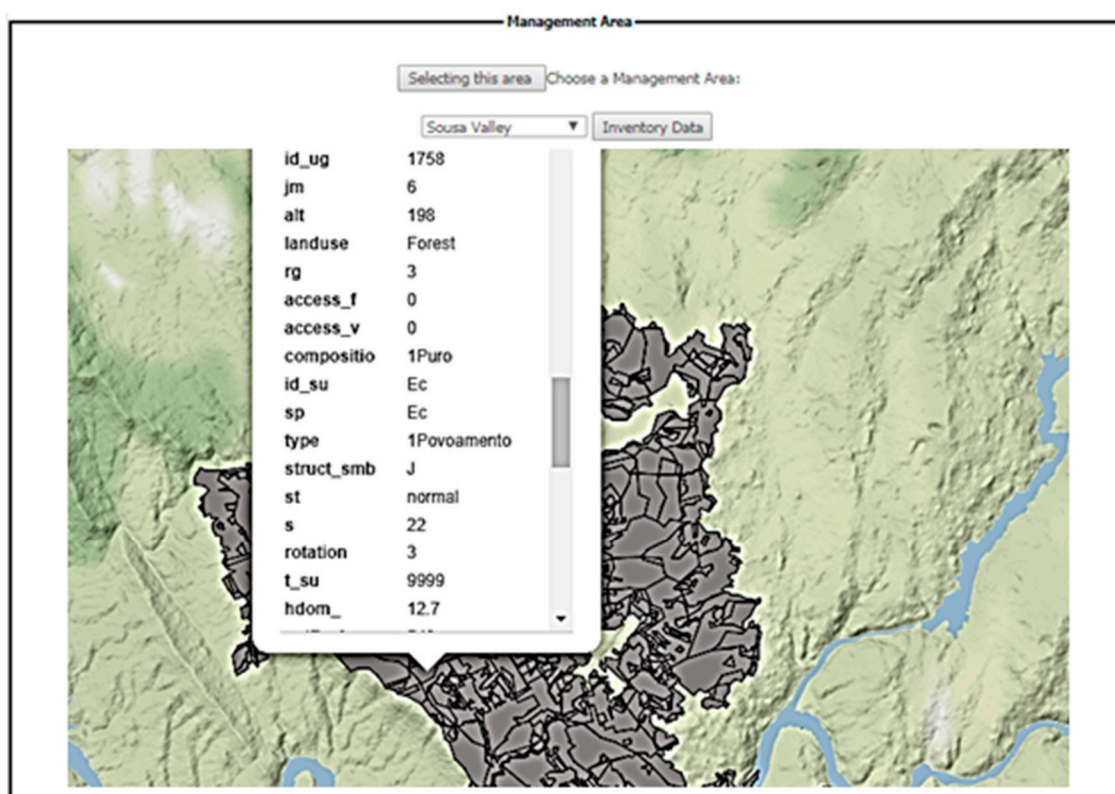 Management Area
Selecting this area Choose a Management Area:
Sousa Valley Inventory Data
id_ug 1758
jm 6
alt 198
landuse Forest
rg 3
access_f 0
access_v 0
compositio 1Puro
id_su Ec
sp Ec
type 1Povoamento
struct_smb J
st normal
s 22
rotation 3
t_su 9999
hdom_ 12.7